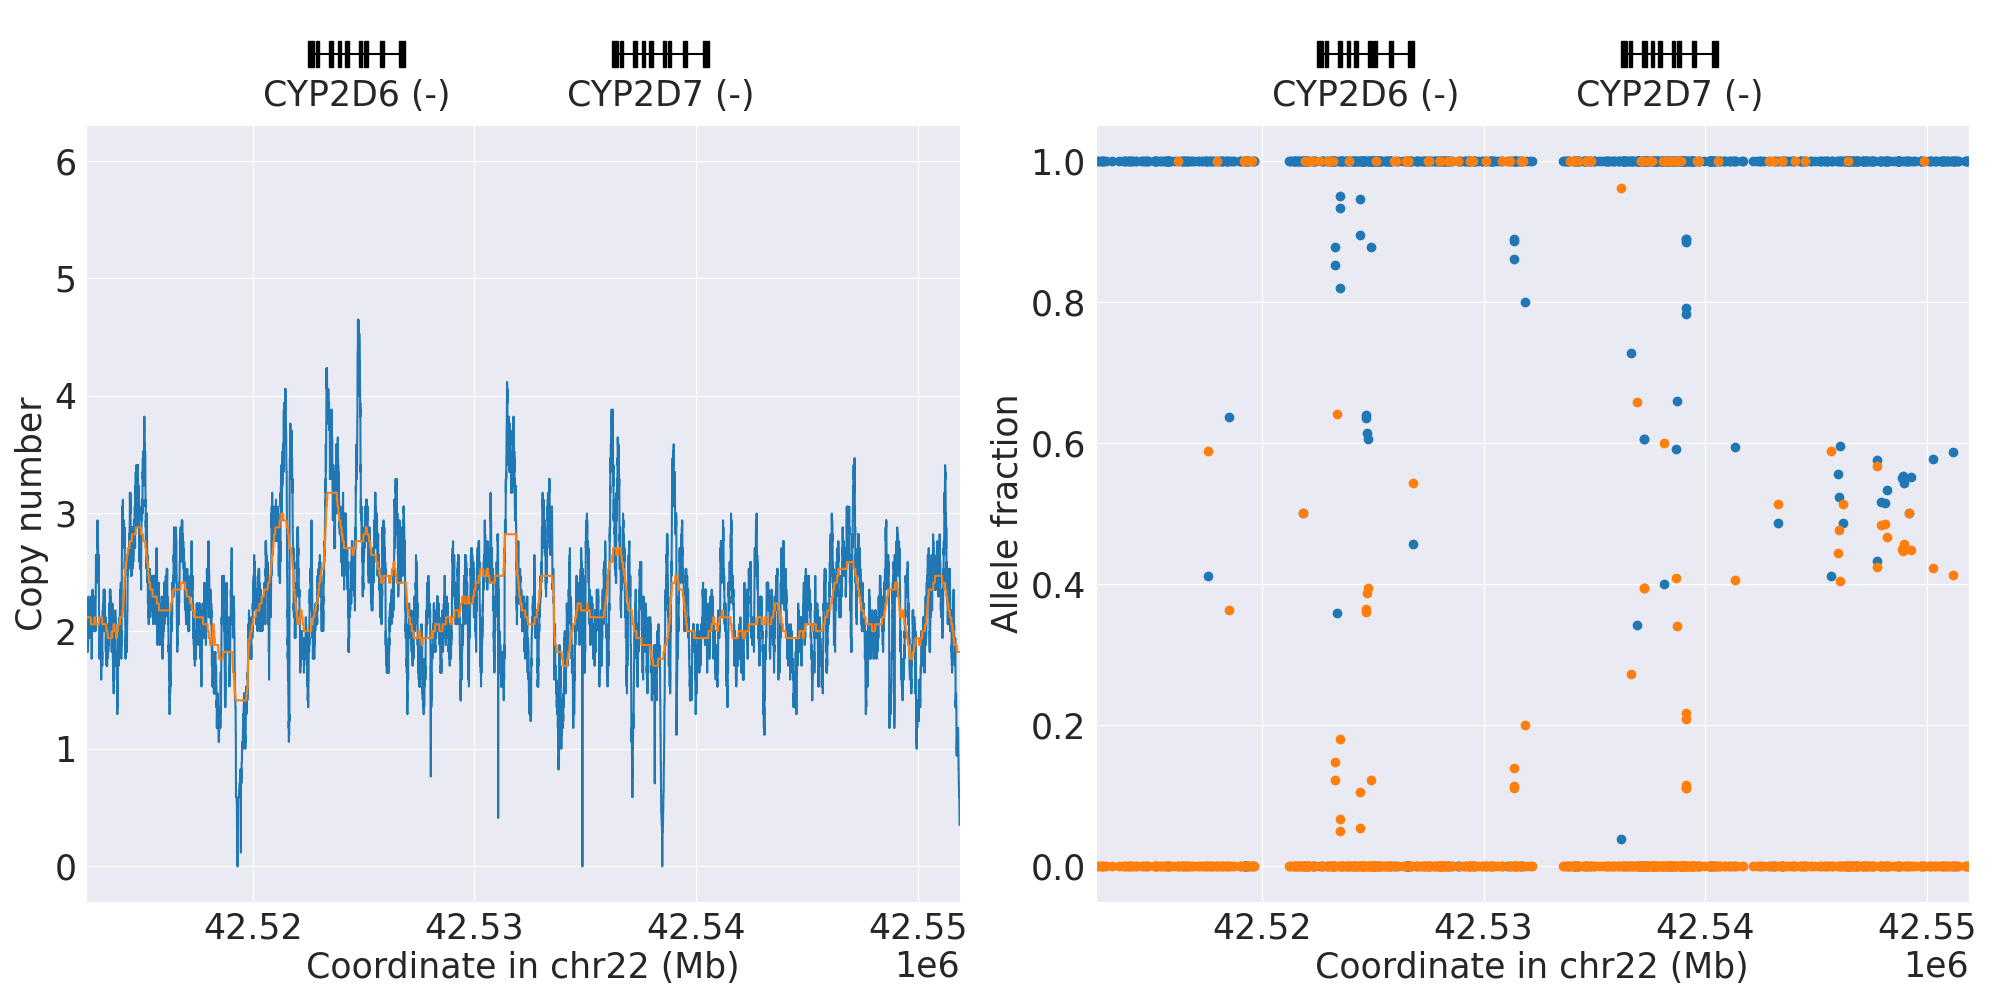 CYP2D6 (-) CYP2D7 (-)
Copy number
6
5
4
3
2
1
0
42.52 42.53 42.54 42.55
Coordinate in chr22 (Mb) 1e6
CYP2D6 (-) CYP2D7 (-)
Allele fraction
1.0
0.8
0.6
0.4
0.2
0.0
42.52 42.53 42.54 42.55
Coordinate in chr22 (Mb) 1e6